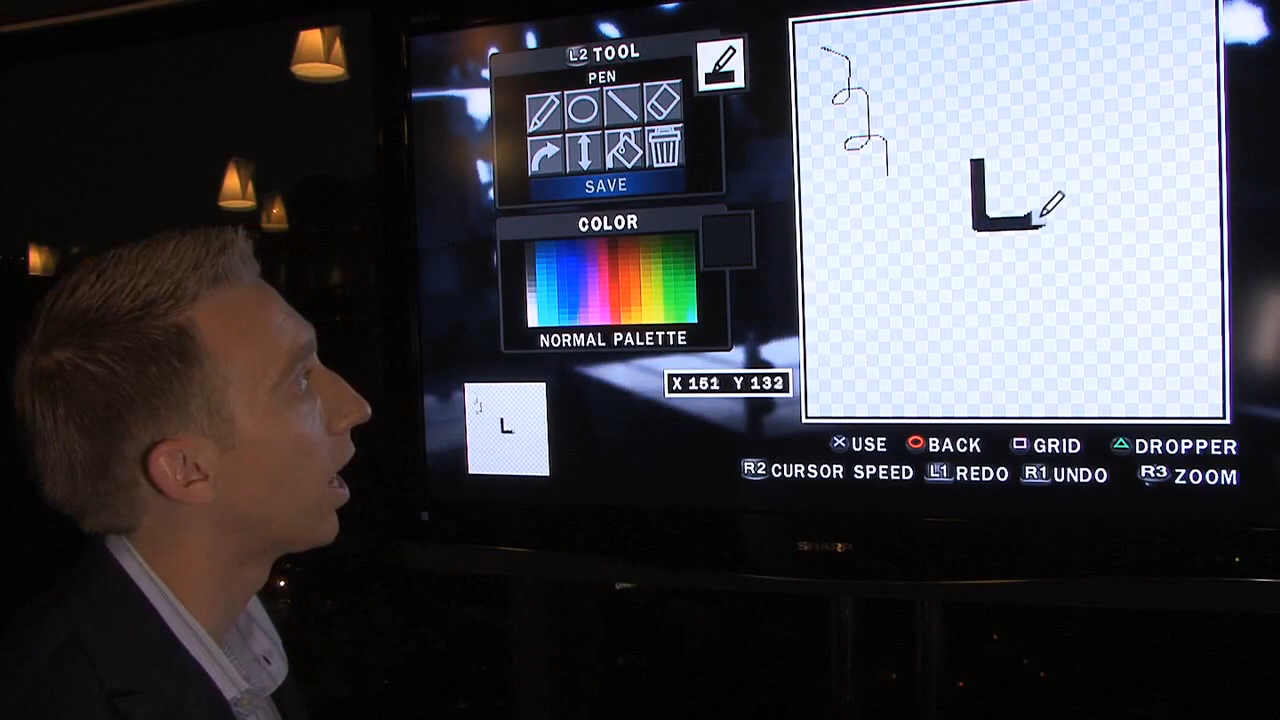 L2 TOOL
PEN
SAVE
COLOR
NORMAL PALETTE
X 151 Y 132
L
USE BACK GRID DROPPER
R2 CURSOR SPEED L1 REDO R1 UNDO R3 ZOOM
SHARP